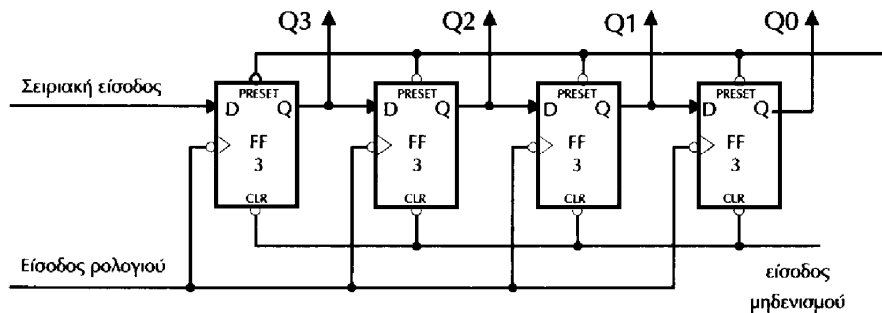 Q3 Q2 Q1 Q0
PRESET PRESET PRESET PRESET
Σειριακή είσοδος
D Q D Q D Q D Q
FF FF FF FF
3 3 3 3
CLR CLR CLR CLR
Είσοδος ρολογιού
είσοδος
μηδενισμού